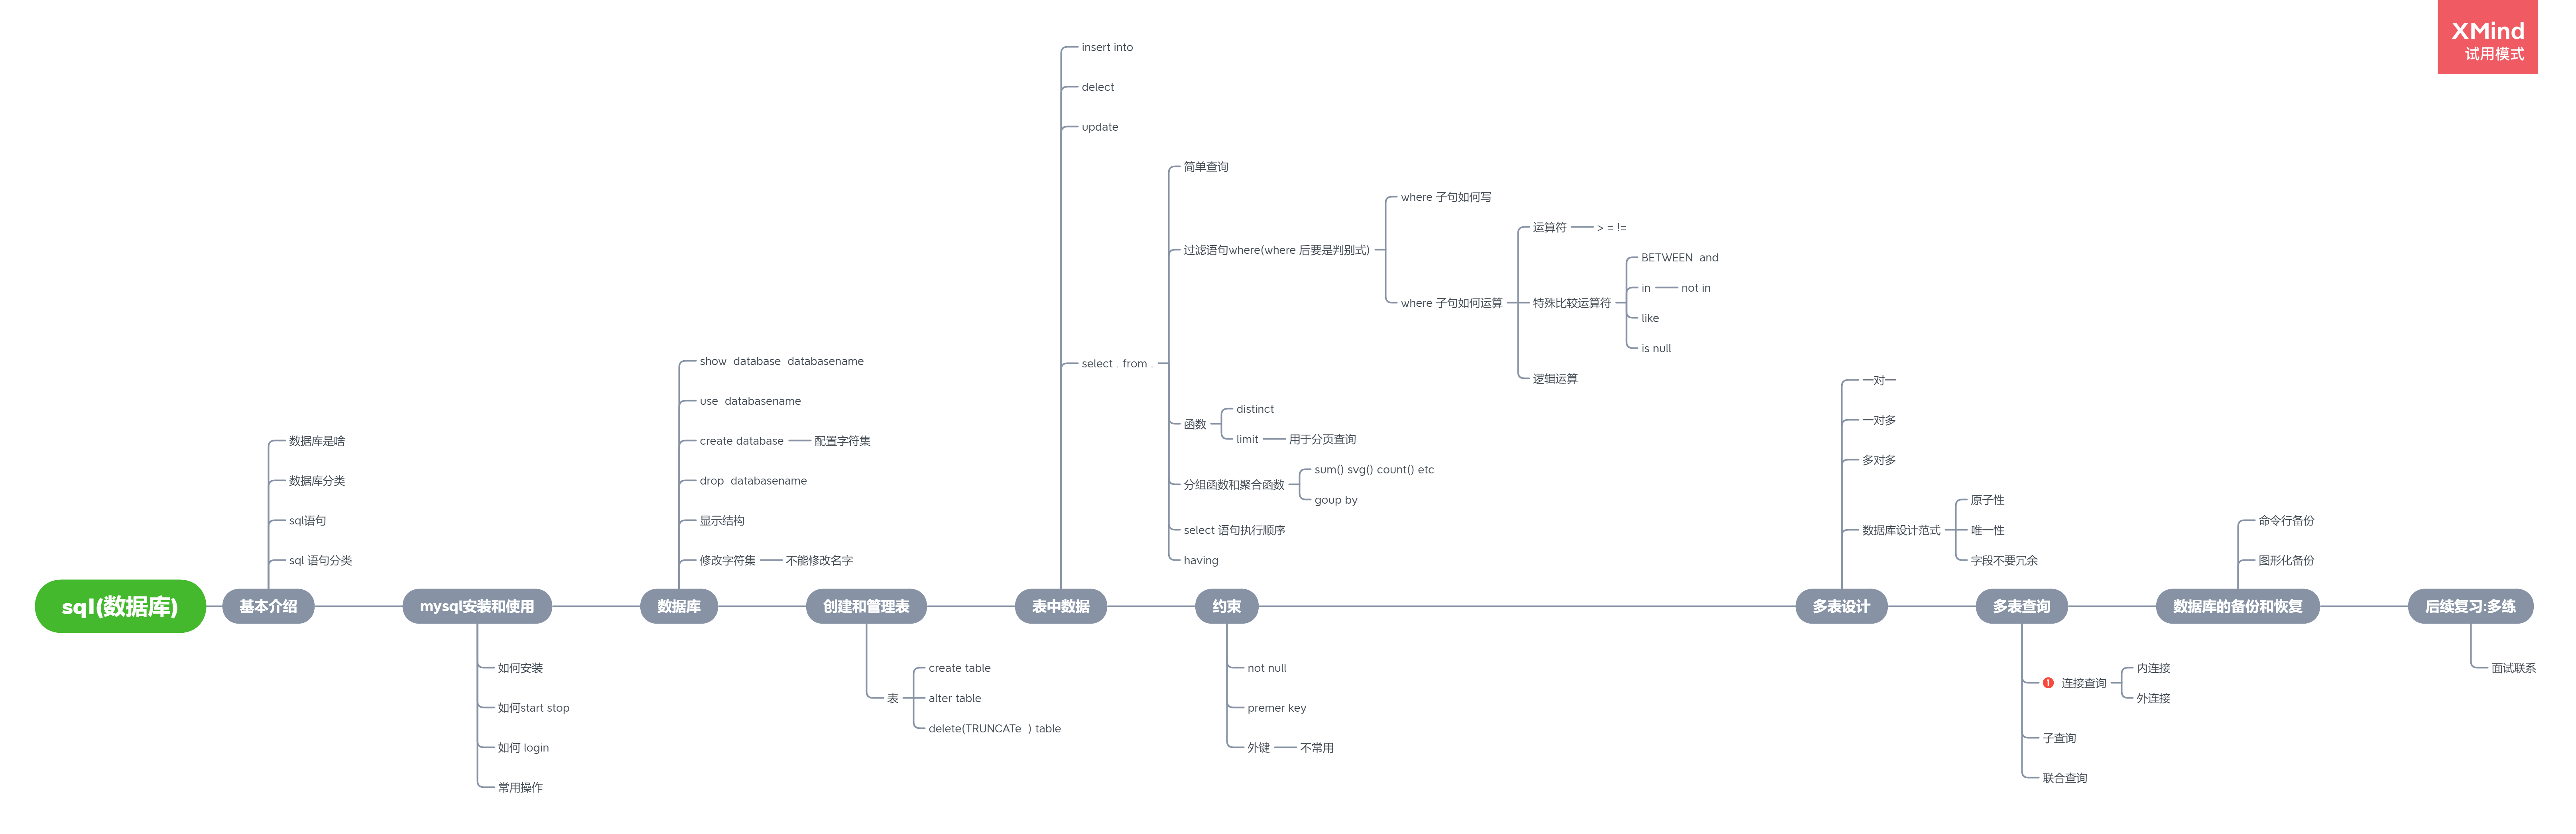 XMind
试用模式
sql(数据库)
基本介绍
数据库是啥
数据库分类
sql语句
sql 语句分类
mysql安装和使用
如何安装
如何start stop
如何 login
常用操作
数据库
show  database  databasename
use  databasename
create database
配置字符集
drop  databasename
显示结构
修改字符集
不能修改名字
创建和管理表
表
create table
alter table
delete(TRUNCATe  ) table
表中数据
insert into
delect
update
select . from .
简单查询
过滤语句where(where 后要是判别式)
where 子句如何写
where 子句如何运算
运算符
> = !=
特殊比较运算符
BETWEEN  and
in
not in
like
is null
逻辑运算
函数
distinct
limit
用于分页查询
分组函数和聚合函数
sum() svg() count() etc
goup by
select 语句执行顺序
having
约束
not null
premer key
外键
不常用
多表设计
一对一
一对多
多对多
数据库设计范式
原子性
唯一性
字段不要冗余
多表查询
1 连接查询
内连接
外连接
子查询
联合查询
数据库的备份和恢复
命令行备份
图形化备份
后续复习:多练
面试联系